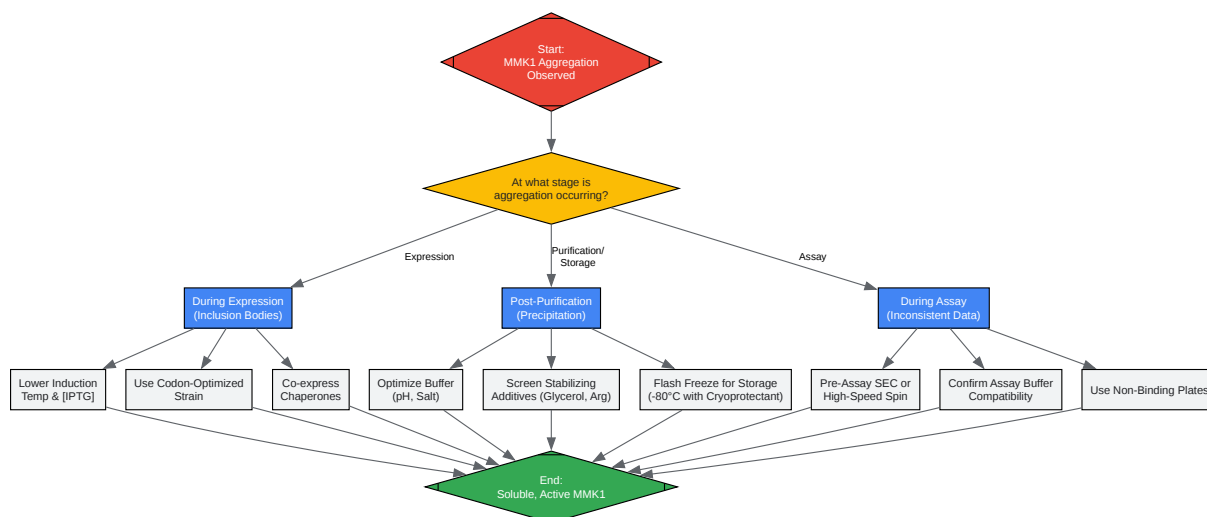 Start:
MMK1 Aggregation
Observed
At what stage is
aggregation occurring?
Expression
Purification/
Storage
Assay
During Expression
(Inclusion Bodies)
Post-Purification
(Precipitation)
During Assay
(Inconsistent Data)
Lower Induction
Temp & [IPTG]
Use Codon-Optimized
Strain
Co-express
Chaperones
Optimize Buffer
(pH, Salt)
Screen Stabilizing
Additives (Glycerol, Arg)
Flash Freeze for Storage
(-80°C with Cryoprotectant)
Pre-Assay SEC or
High-Speed Spin
Confirm Assay Buffer
Compatibility
Use Non-Binding Plates
End:
Soluble, Active MMK1